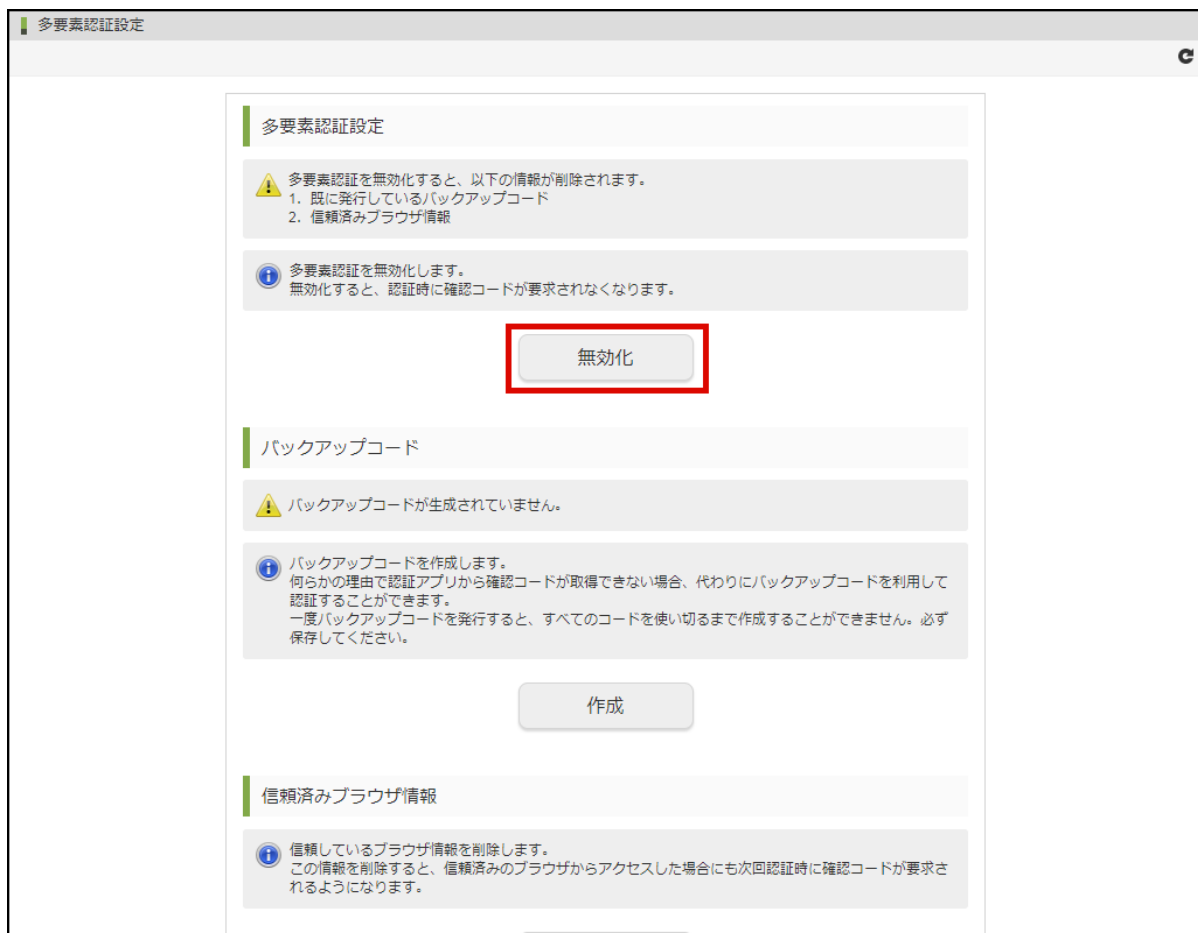 多要素認証設定
多要素認証設定
多要素認証を無効化すると、以下の情報が削除されます。
1. 既に発行しているバックアップコード
2. 信頼済みブラウザ情報
多要素認証を無効化します。
無効化すると、認証時に確認コードが要求されなくなります。
無効化
バックアップコード
バックアップコードが生成されていません。
バックアップコードを作成します。
何らかの理由で認証アプリから確認コードが取得できない場合、代わりにバックアップコードを利用して
認証することができます。
一度バックアップコードを発行すると、すべてのコードを使い切るまで作成することができません。必ず
保存してください。
作成
信頼済みブラウザ情報
信頼しているブラウザ情報を削除します。
この情報を削除すると、信頼済みのブラウザからアクセスした場合にも次回認証時に確認コードが要求さ
れるようになります。